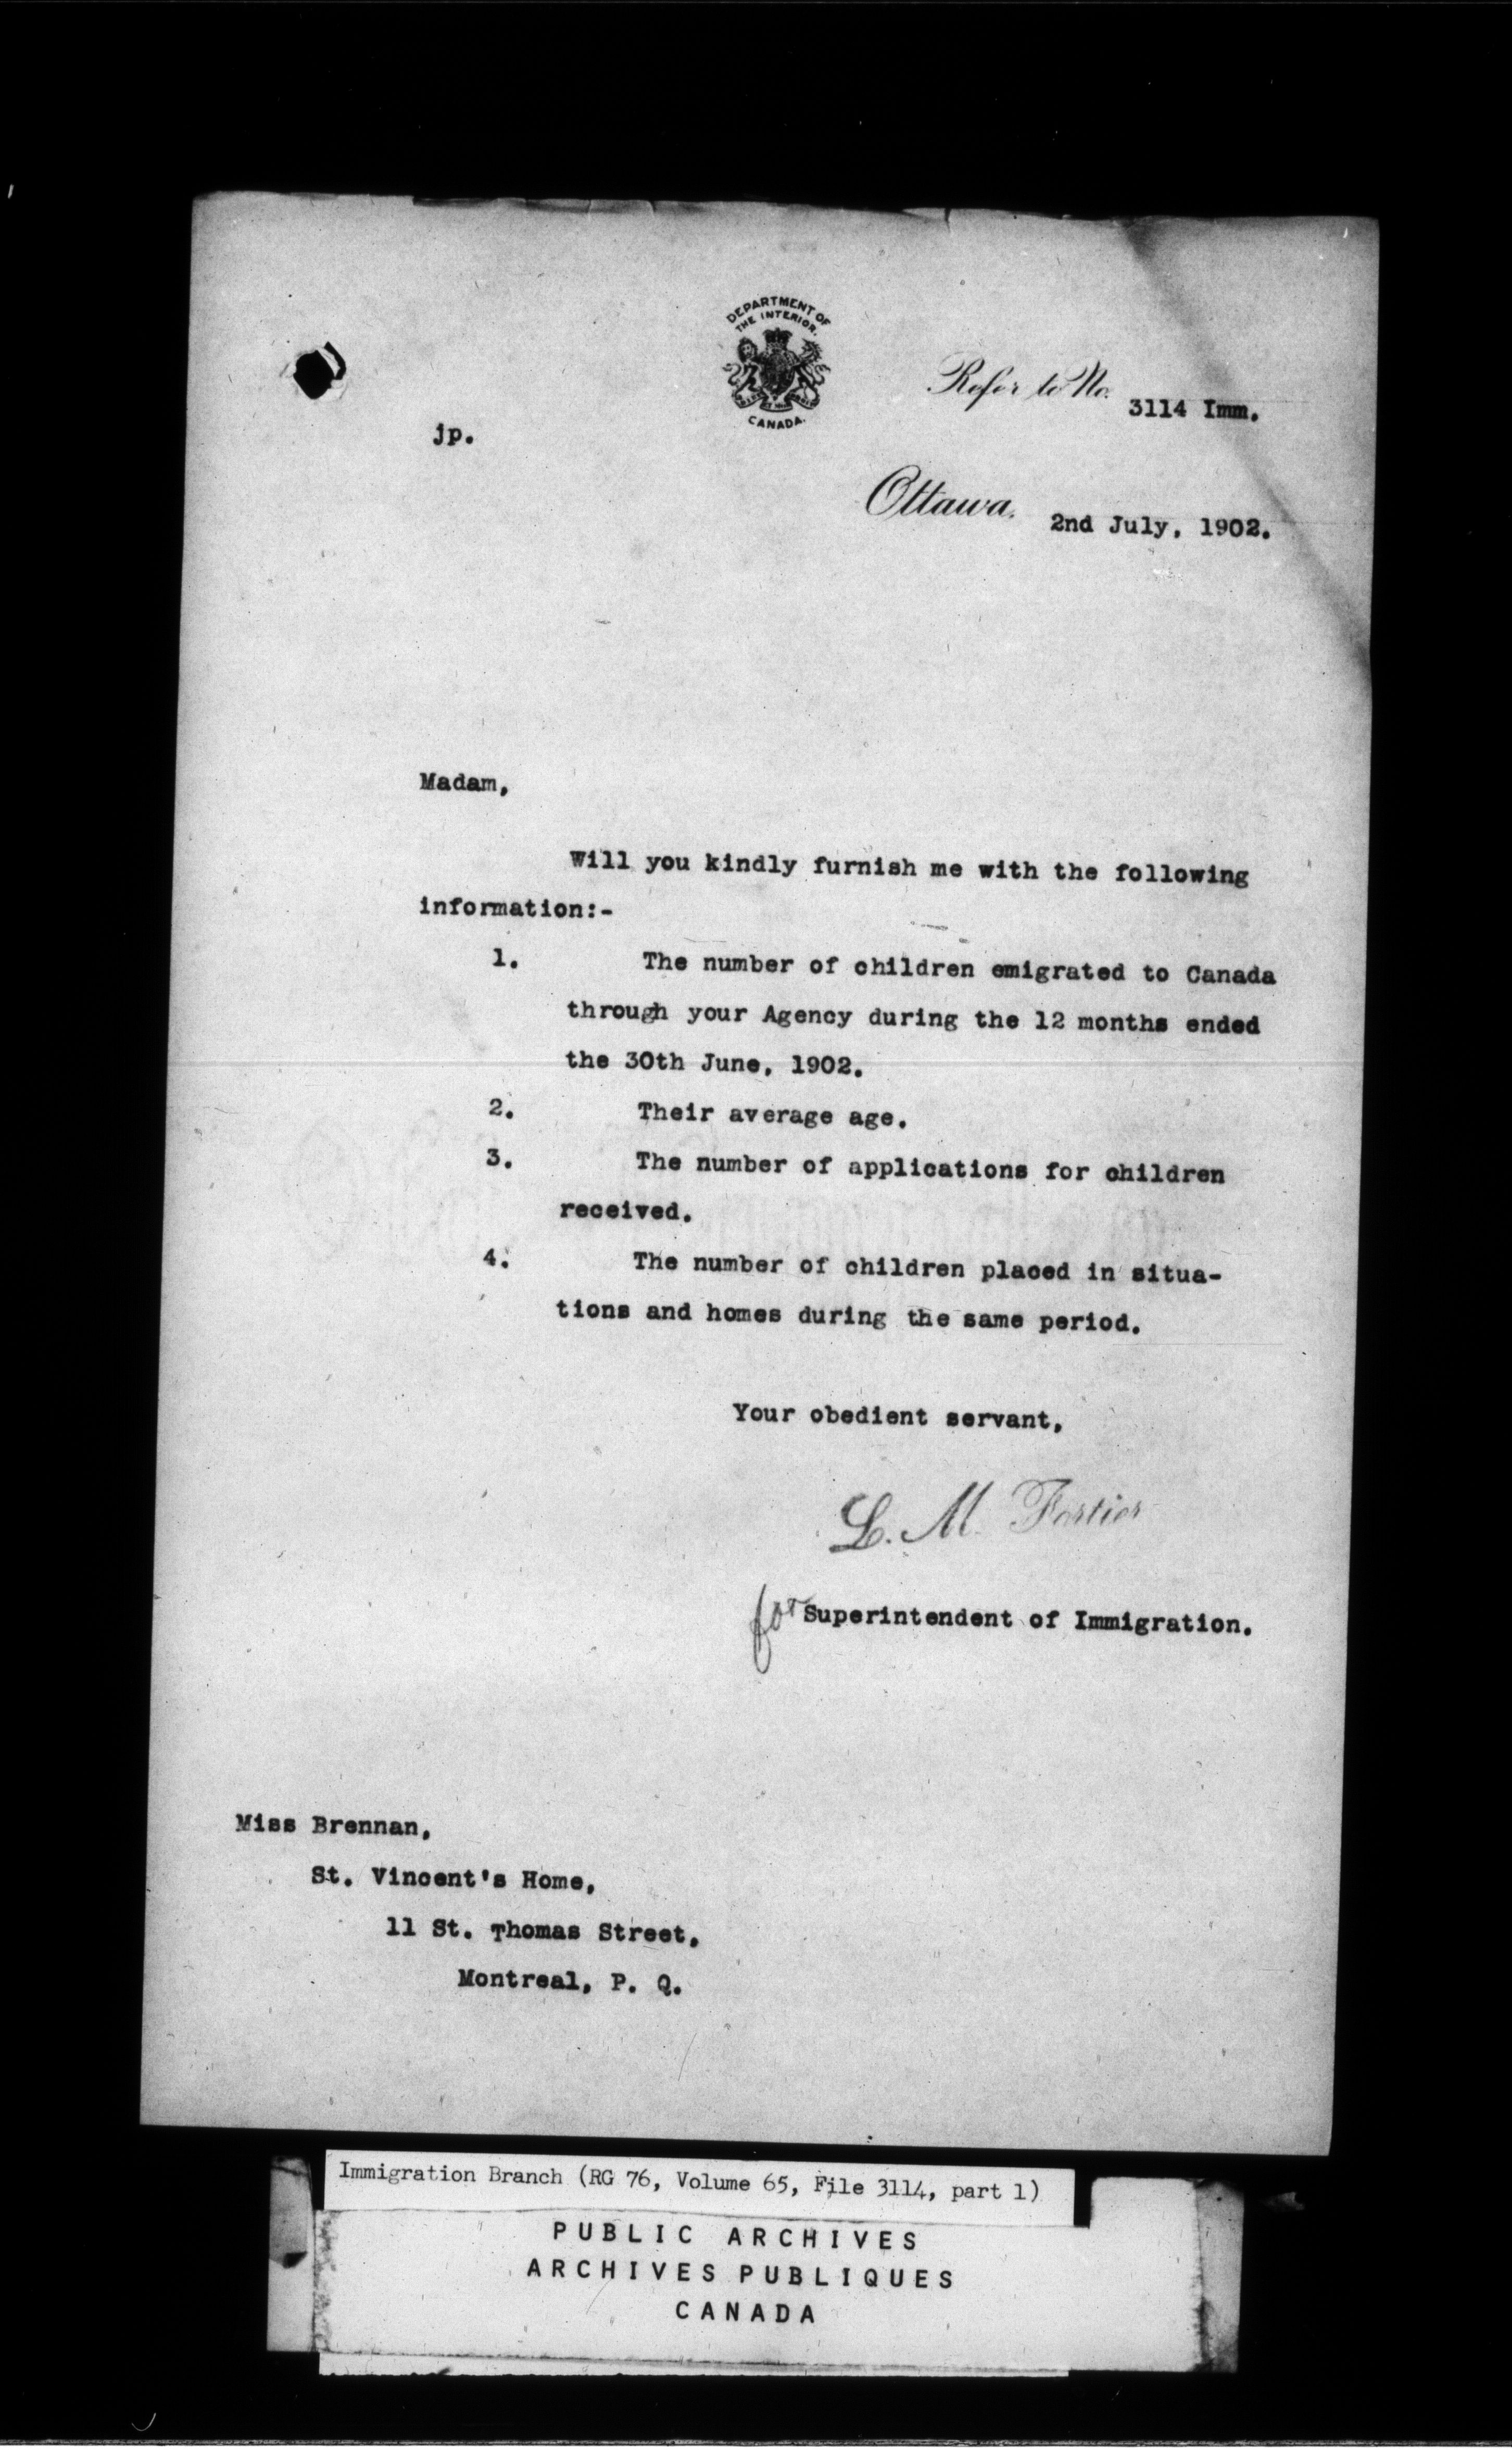 DEPARTMENT OF
THE INTERIOR.
CANADA.
Refer to No. 3114 Imm.
jp.
Ottawa, 2nd July, 1902.
Madam,
Will you kindly furnish me with the following
information:-
1. The number of children emigrated to Canada
through your Agency during the 12 months ended
the 30th June, 1902.
2. Their average age.
3. The number of applications for children
received.
4. The number of children placed in situa-
tions and homes during the same period.
Your obedient servant,
L. M. Fortier
for Superintendent of Immigration.
Miss Brennan,
St. Vincent's Home,
11 St. Thomas Street,
Montreal, P. Q.
Immigration Branch (RG 76, Volume 65, File 3114, part 1)
PUBLIC ARCHIVES
ARCHIVES PUBLIQUES
CANADA